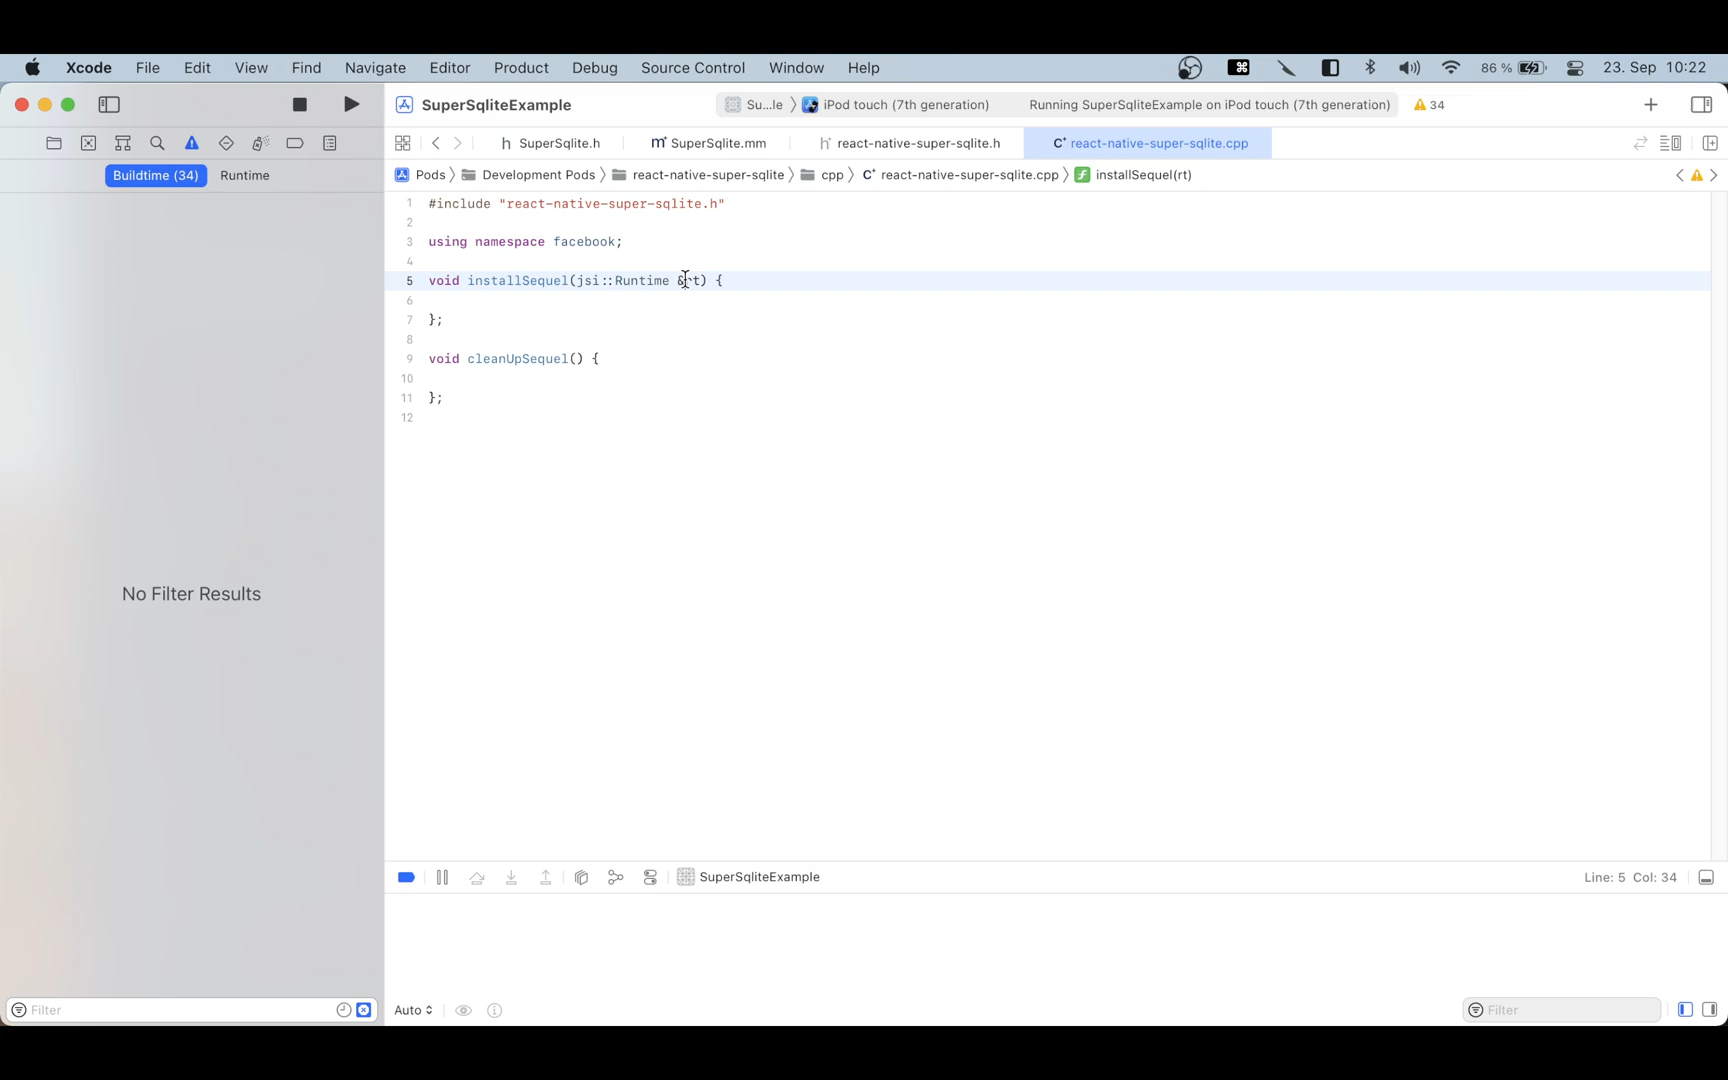 Xcode File Edit View Find Navigate Editor Product Debug Source Control Window Help 86 % 23. Sep 10:22
SuperSqliteExample Su...le 〉 iPod touch (7th generation) Running SuperSqliteExample on iPod touch (7th generation) 34
h SuperSqlite.h m+ SuperSqlite.mm h+ react-native-super-sqlite.h C+ react-native-super-sqlite.cpp
Buildtime (34) Runtime
Pods 〉 Development Pods 〉 react-native-super-sqlite 〉 cpp 〉 C+ react-native-super-sqlite.cpp 〉 f installSequel(rt)
1 #include "react-native-super-sqlite.h"
2
3 using namespace facebook;
4
5 void installSequel(jsi::Runtime &rt) {
6
7 };
8
9 void cleanUpSequel() {
10
11 };
12
No Filter Results
SuperSqliteExample Line: 5 Col: 34
Filter Auto Filter